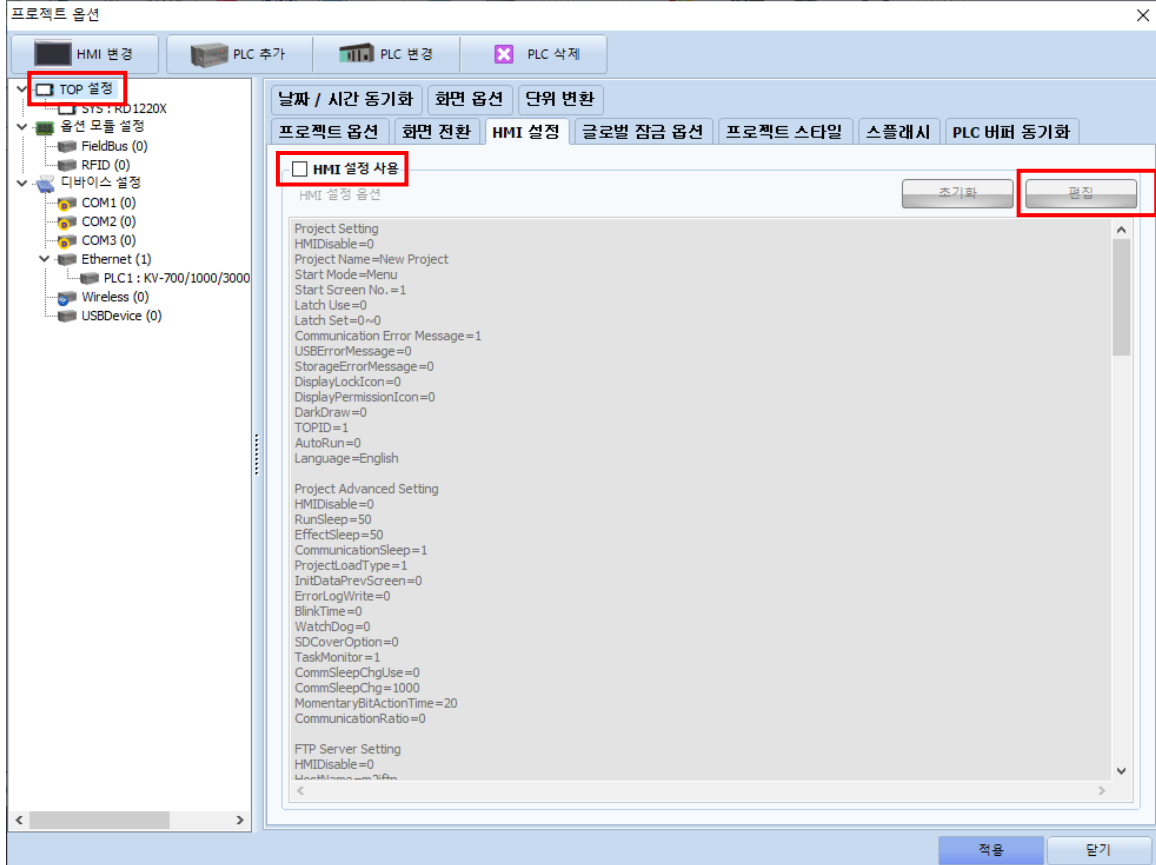 프로젝트 옵션
HMI 변경
PLC 추가
PLC 변경
PLC 삭제
TOP 설정
SYS : RD1220X
옵션 모듈 설정
FieldBus (0)
RFID (0)
디바이스 설정
COM1 (0)
COM2 (0)
COM3 (0)
Ethernet (1)
PLC1 : KV-700/1000/3000
Wireless (0)
USBDevice (0)
날짜 / 시간 동기화 화면 옵션 단위 변환
프로젝트 옵션 화면 전환 HMI 설정 글로벌 잠금 옵션 프로젝트 스타일 스플래시 PLC 버퍼 동기화
HMI 설정 사용
HMI 설정 옵션
초기화
편집
Project Setting
HMIDisable=0
Project Name=New Project
Start Mode=Menu
Start Screen No.=1
Latch Use=0
Latch Set=0~0
Communication Error Message=1
USBErrorMessage=0
StorageErrorMessage=0
DisplayLockIcon=0
DisplayPermissionIcon=0
DarkDraw=0
TOPID=1
AutoRun=0
Language=English
Project Advanced Setting
HMIDisable=0
RunSleep=50
EffectSleep=50
CommunicationSleep=1
ProjectLoadType=1
InitDataPrevScreen=0
ErrorLogWrite=0
BlinkTime=0
WatchDog=0
SDCoverOption=0
TaskMonitor=1
CommSleepChgUse=0
CommSleepChg=1000
MomentaryBitActionTime=20
CommunicationRatio=0
FTP Server Setting
HMIDisable=0
HostName=m2iftp
적용
닫기